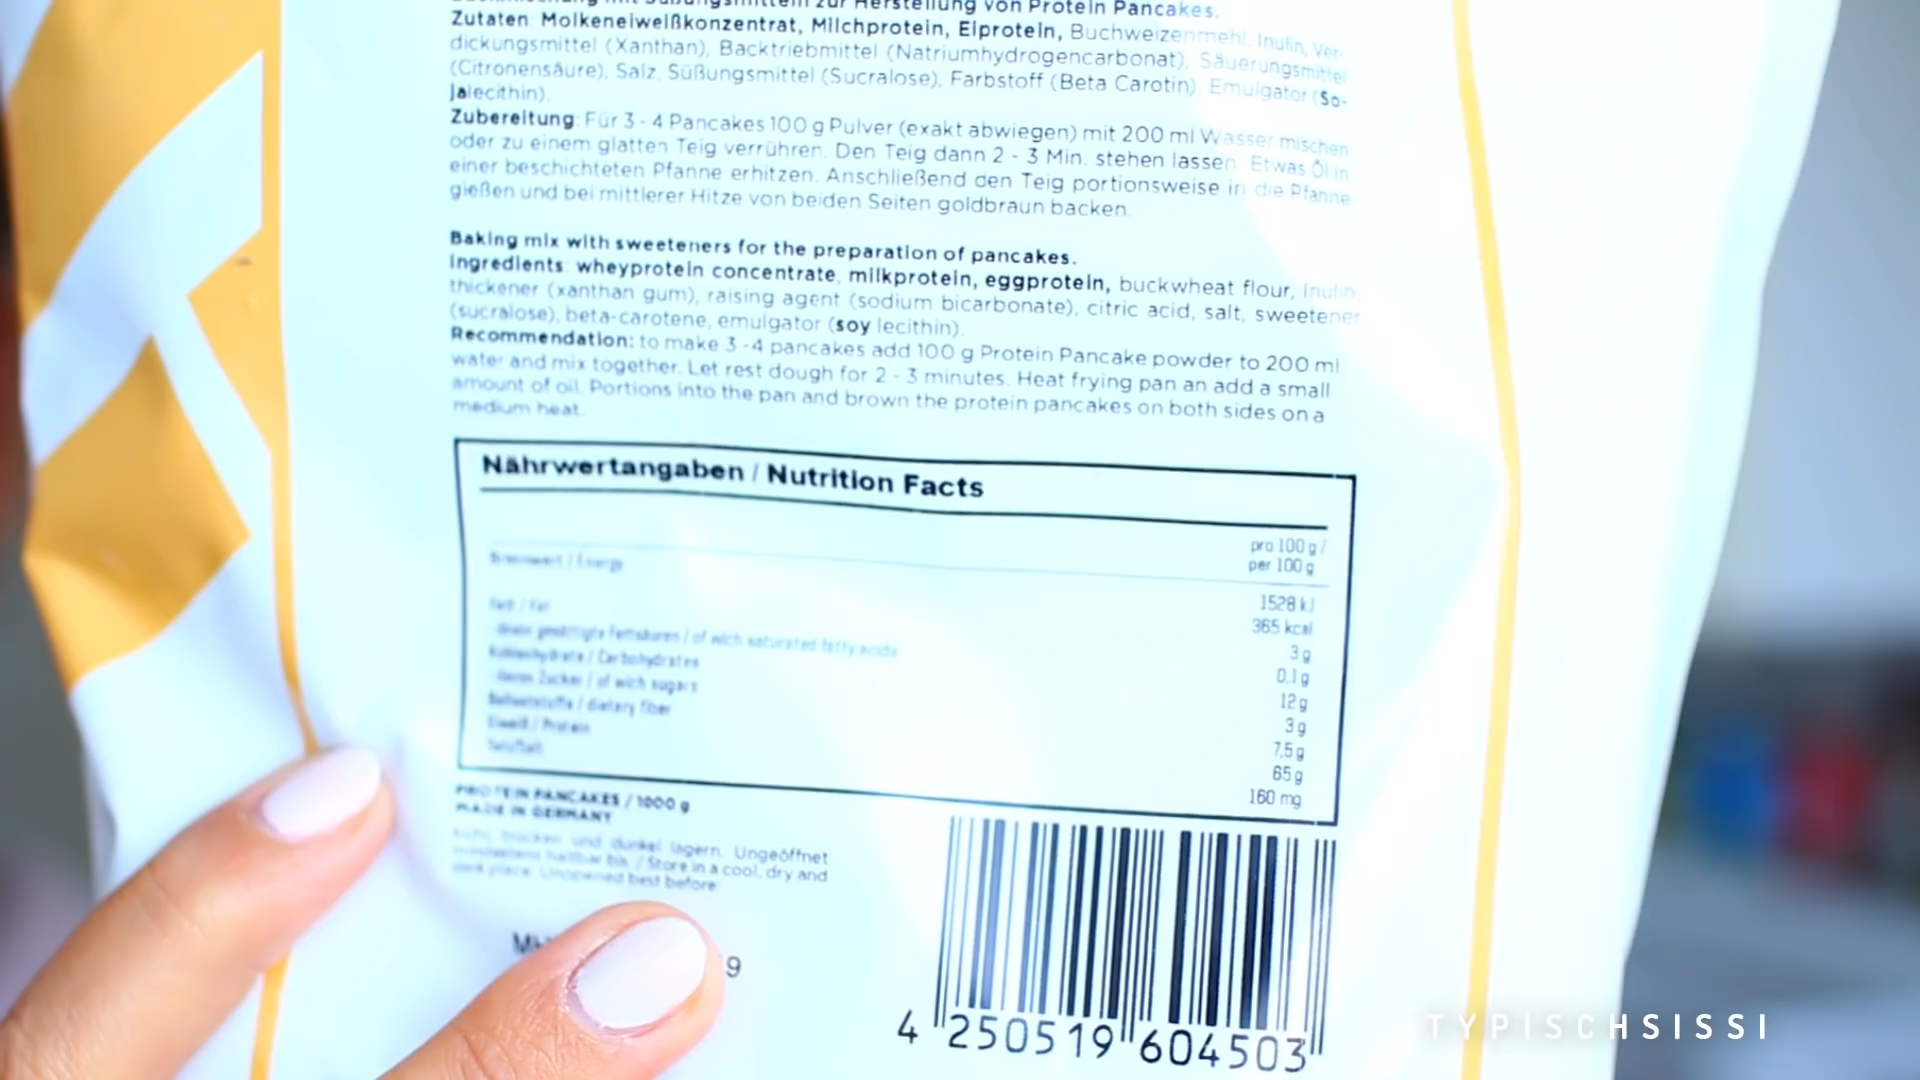 zur Herstellung von Protein Pancakes.
Zutaten: Molkeneiweißkonzentrat, Milchprotein, Eiprotein, Buchweizenmehl, Inulin, Ver-
dickungsmittel (Xanthan), Backtriebmittel (Natriumhydrogencarbonat), Säuerungsmittel
(Citronensäure), Salz, Süßungsmittel (Sucralose), Farbstoff (Beta Carotin), Emulgator (So-
jalecithin).
Zubereitung: Für 3 - 4 Pancakes 100 g Pulver (exakt abwiegen) mit 200 ml Wasser mischen
oder zu einem glatten Teig verrühren. Den Teig dann 2 - 3 Min. stehen lassen. Etwas Öl in
einer beschichteten Pfanne erhitzen. Anschließend den Teig portionsweise in die Pfanne
gießen und bei mittlerer Hitze von beiden Seiten goldbraun backen.
Baking mix with sweeteners for the preparation of pancakes.
Ingredients: wheyprotein concentrate, milkprotein, eggprotein, buckwheat flour, Inulin,
thickener (xanthan gum), raising agent (sodium bicarbonate), citric acid, salt, sweetener
(sucralose), beta-carotene, emulgator (soy lecithin).
Recommendation: to make 3 -4 pancakes add 100 g Protein Pancake powder to 200 ml
water and mix together. Let rest dough for 2 - 3 minutes. Heat frying pan an add a small
amount of oil. Portions into the pan and brown the protein pancakes on both sides on a
medium heat.
Nährwertangaben / Nutrition Facts
pro 100 g /
per 100 g
Brennwert / Energy 1528 kJ
365 kcal
Fett / Fat 3 g
davon gesättigte Fettsäuren / of wich saturated fatty acids 0,1 g
Kohlenhydrate / Carbohydrates 12 g
davon Zucker / of wich sugars 3 g
Ballaststoffe / dietary fiber 7,5 g
Eiweiß / Protein 65 g
Salz/Salt 160 mg
PROTEIN PANCAKES / 1000 g
MADE IN GERMANY
Kühl, trocken und dunkel lagern. Ungeöffnet
mindestens haltbar bis: / Store in a cool, dry and
dark place. Unopened best before:
9
4 250519 604503
TYPISCHSISSI